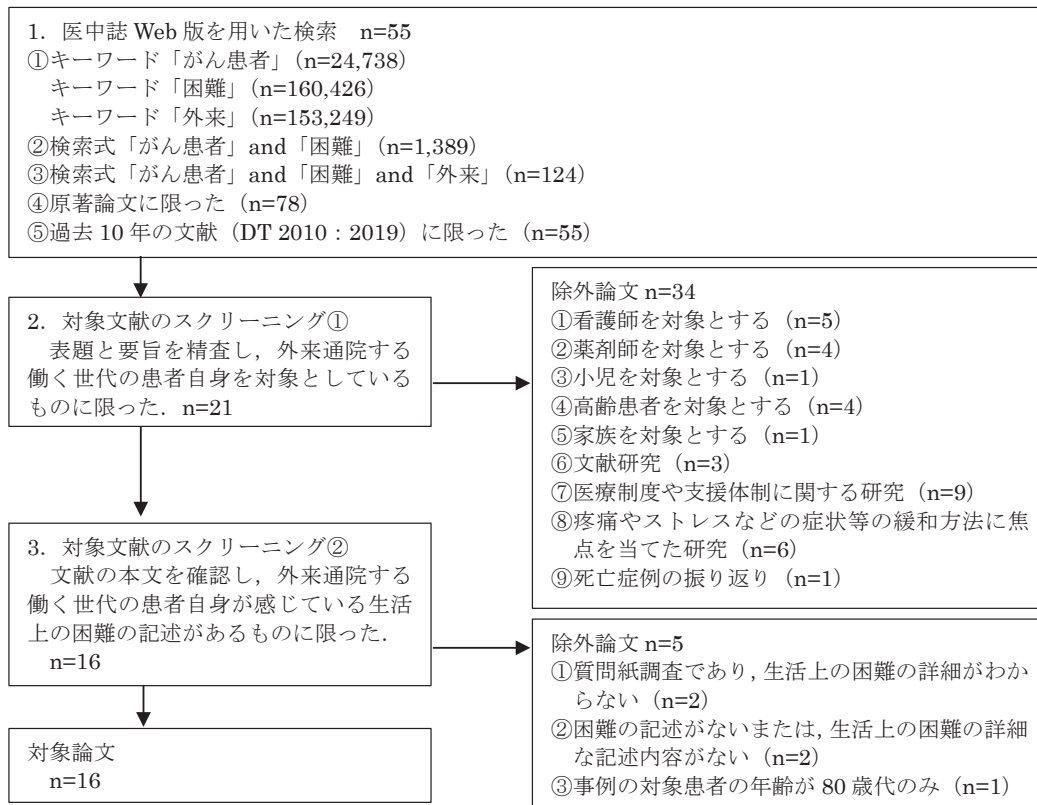 1. 医中誌 Web 版を用いた検索 n=55
①キーワード「がん患者」(n=24,738)
キーワード「困難」(n=160,426)
キーワード「外来」(n=153,249)
②検索式「がん患者」and「困難」(n=1,389)
③検索式「がん患者」and「困難」and「外来」(n=124)
④原著論文に限った (n=78)
⑤過去 10 年の文献（DT 2010：2019）に限った (n=55)
2. 対象文献のスクリーニング①
表題と要旨を精査し，外来通院する
働く世代の患者自身を対象としている
ものに限った．n=21
除外論文 n=34
①看護師を対象とする (n=5)
②薬剤師を対象とする (n=4)
③小児を対象とする (n=1)
④高齢患者を対象とする (n=4)
⑤家族を対象とする (n=1)
⑥文献研究 (n=3)
⑦医療制度や支援体制に関する研究 (n=9)
⑧疼痛やストレスなどの症状等の緩和方法に焦
点を当てた研究 (n=6)
⑨死亡症例の振り返り (n=1)
3. 対象文献のスクリーニング②
文献の本文を確認し，外来通院する
働く世代の患者自身が感じている生活
上の困難の記述があるものに限った．
n=16
除外論文 n=5
①質問紙調査であり，生活上の困難の詳細がわか
らない (n=2)
②困難の記述がないまたは，生活上の困難の詳細
な記述内容がない (n=2)
③事例の対象患者の年齢が 80 歳代のみ (n=1)
対象論文
n=16